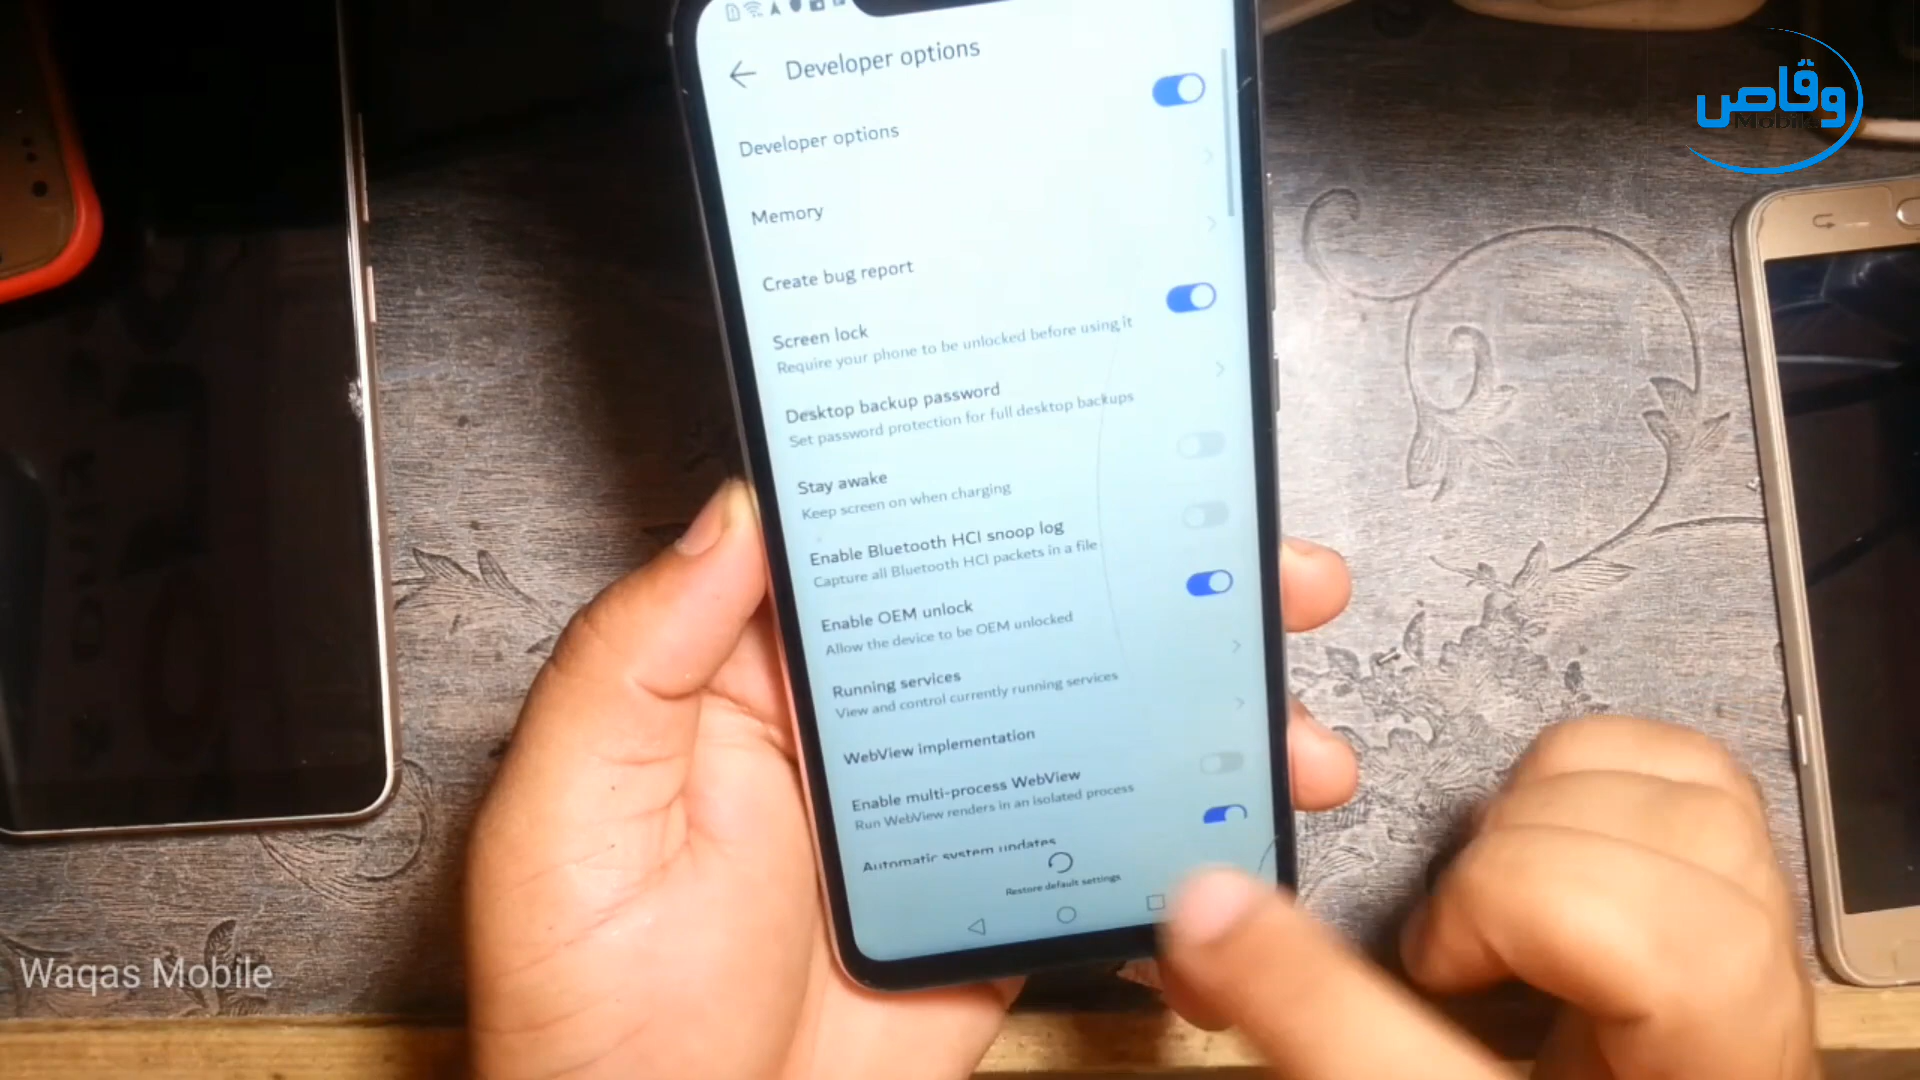 Developer options
Developer options
Memory
Create bug report
Screen lock
Require your phone to be unlocked before using it
Desktop backup password
Set password protection for full desktop backups
Stay awake
Keep screen on when charging
Enable Bluetooth HCI snoop log
Capture all Bluetooth HCI packets in a file
Enable OEM unlock
Allow the device to be OEM unlocked
Running services
View and control currently running services
WebView implementation
Enable multi-process WebView
Run WebView renders in an isolated process
Automatic system updates
Restore default settings
وقاص
Mobile
Waqas Mobile